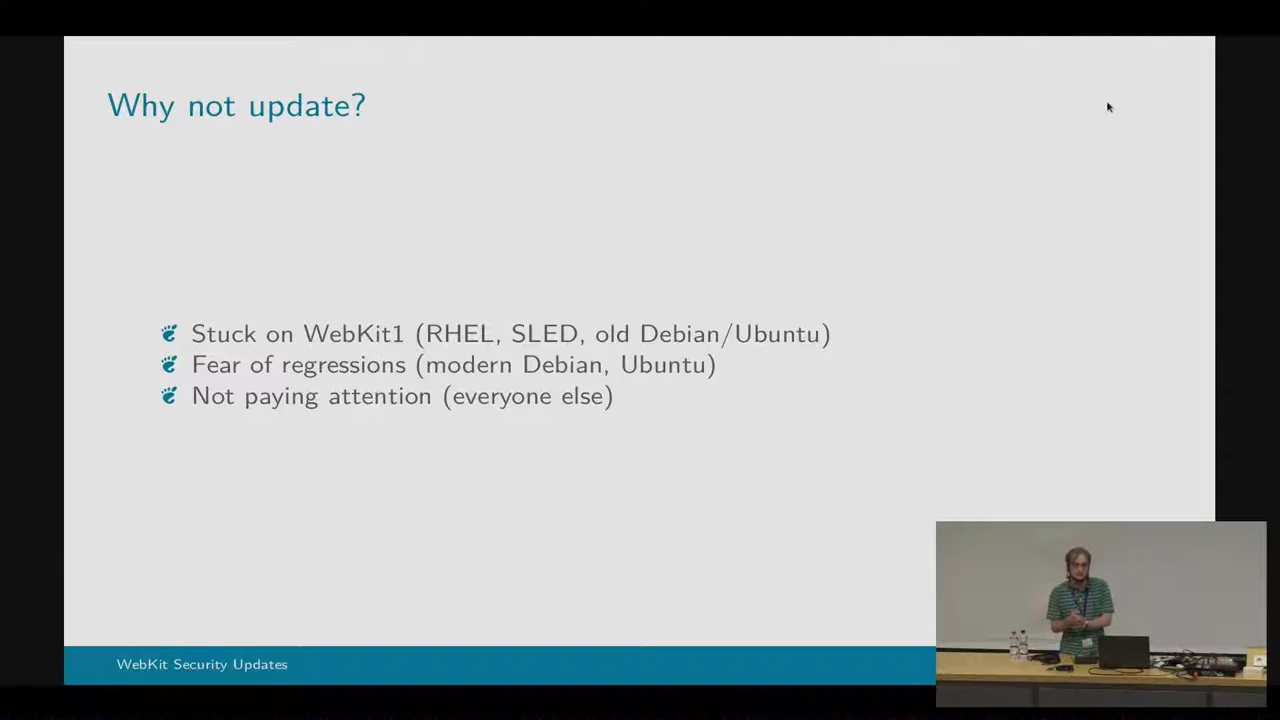 Why not update?
Stuck on WebKit1 (RHEL, SLED, old Debian/Ubuntu)
Fear of regressions (modern Debian, Ubuntu)
Not paying attention (everyone else)
WebKit Security Updates